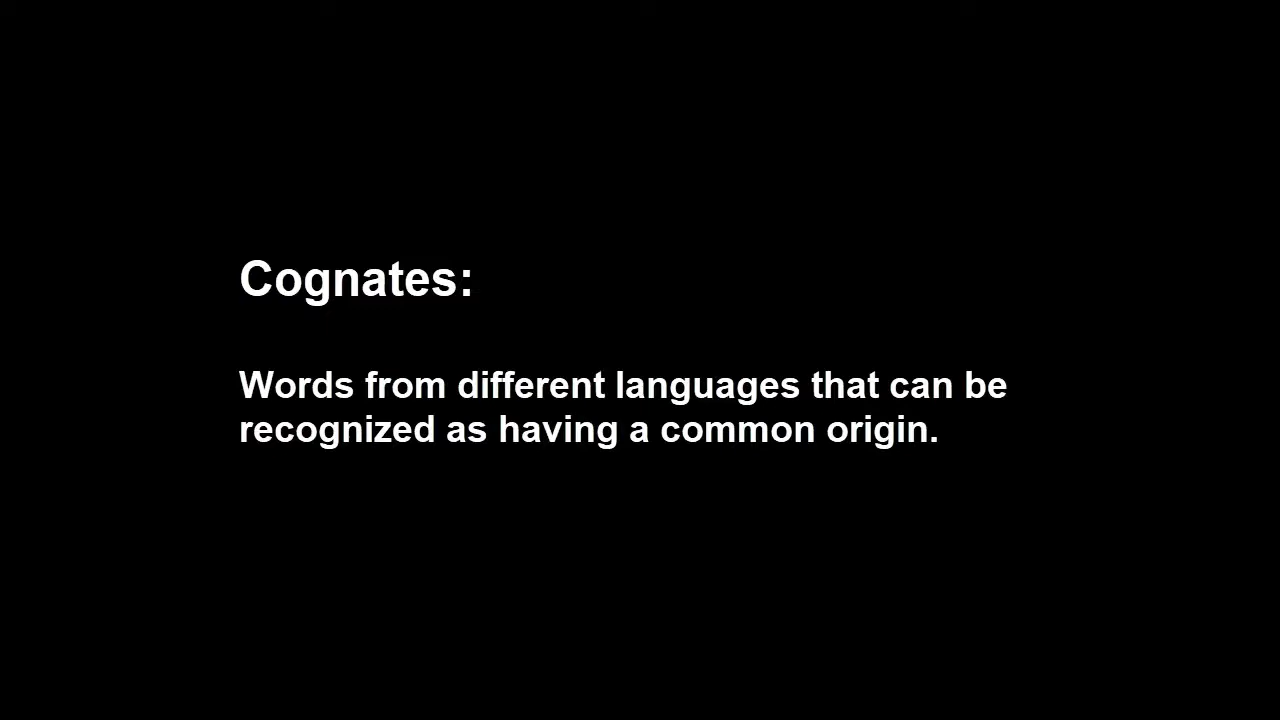 Cognates:
Words from different languages that can be
recognized as having a common origin.